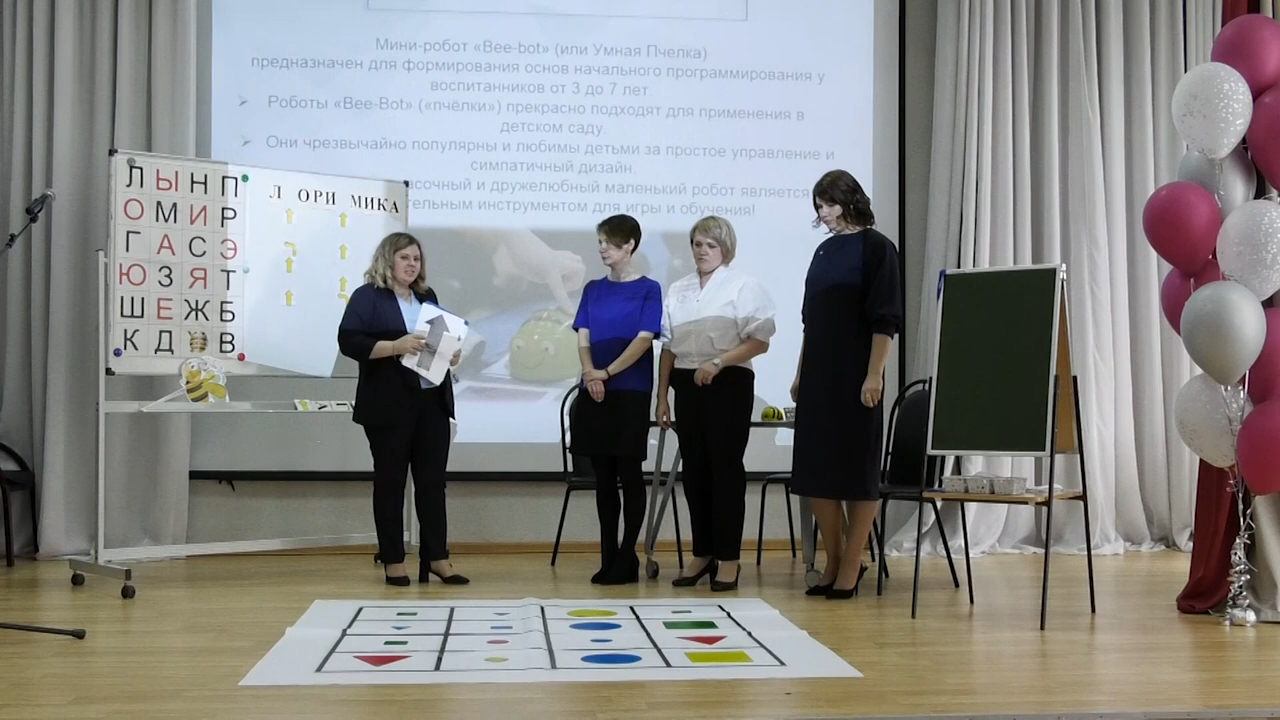 Мини-робот «Bee-bot» (или Умная Пчелка)
предназначен для формирования основ начального программирования у
воспитанников от 3 до 7 лет.
Роботы «Bee-Bot» («пчёлки») прекрасно подходят для применения в
детском саду.
Они чрезвычайно популярны и любимы детьми за простое управление и
симпатичный дизайн.
и дружелюбный маленький робот является
инструментом для игры и обучения!
Л ОРИ МИКА
Л Ы Н П
О М И Р
Г А С Э
Ю З Я Т
Ш Е Ж Б
К Д В